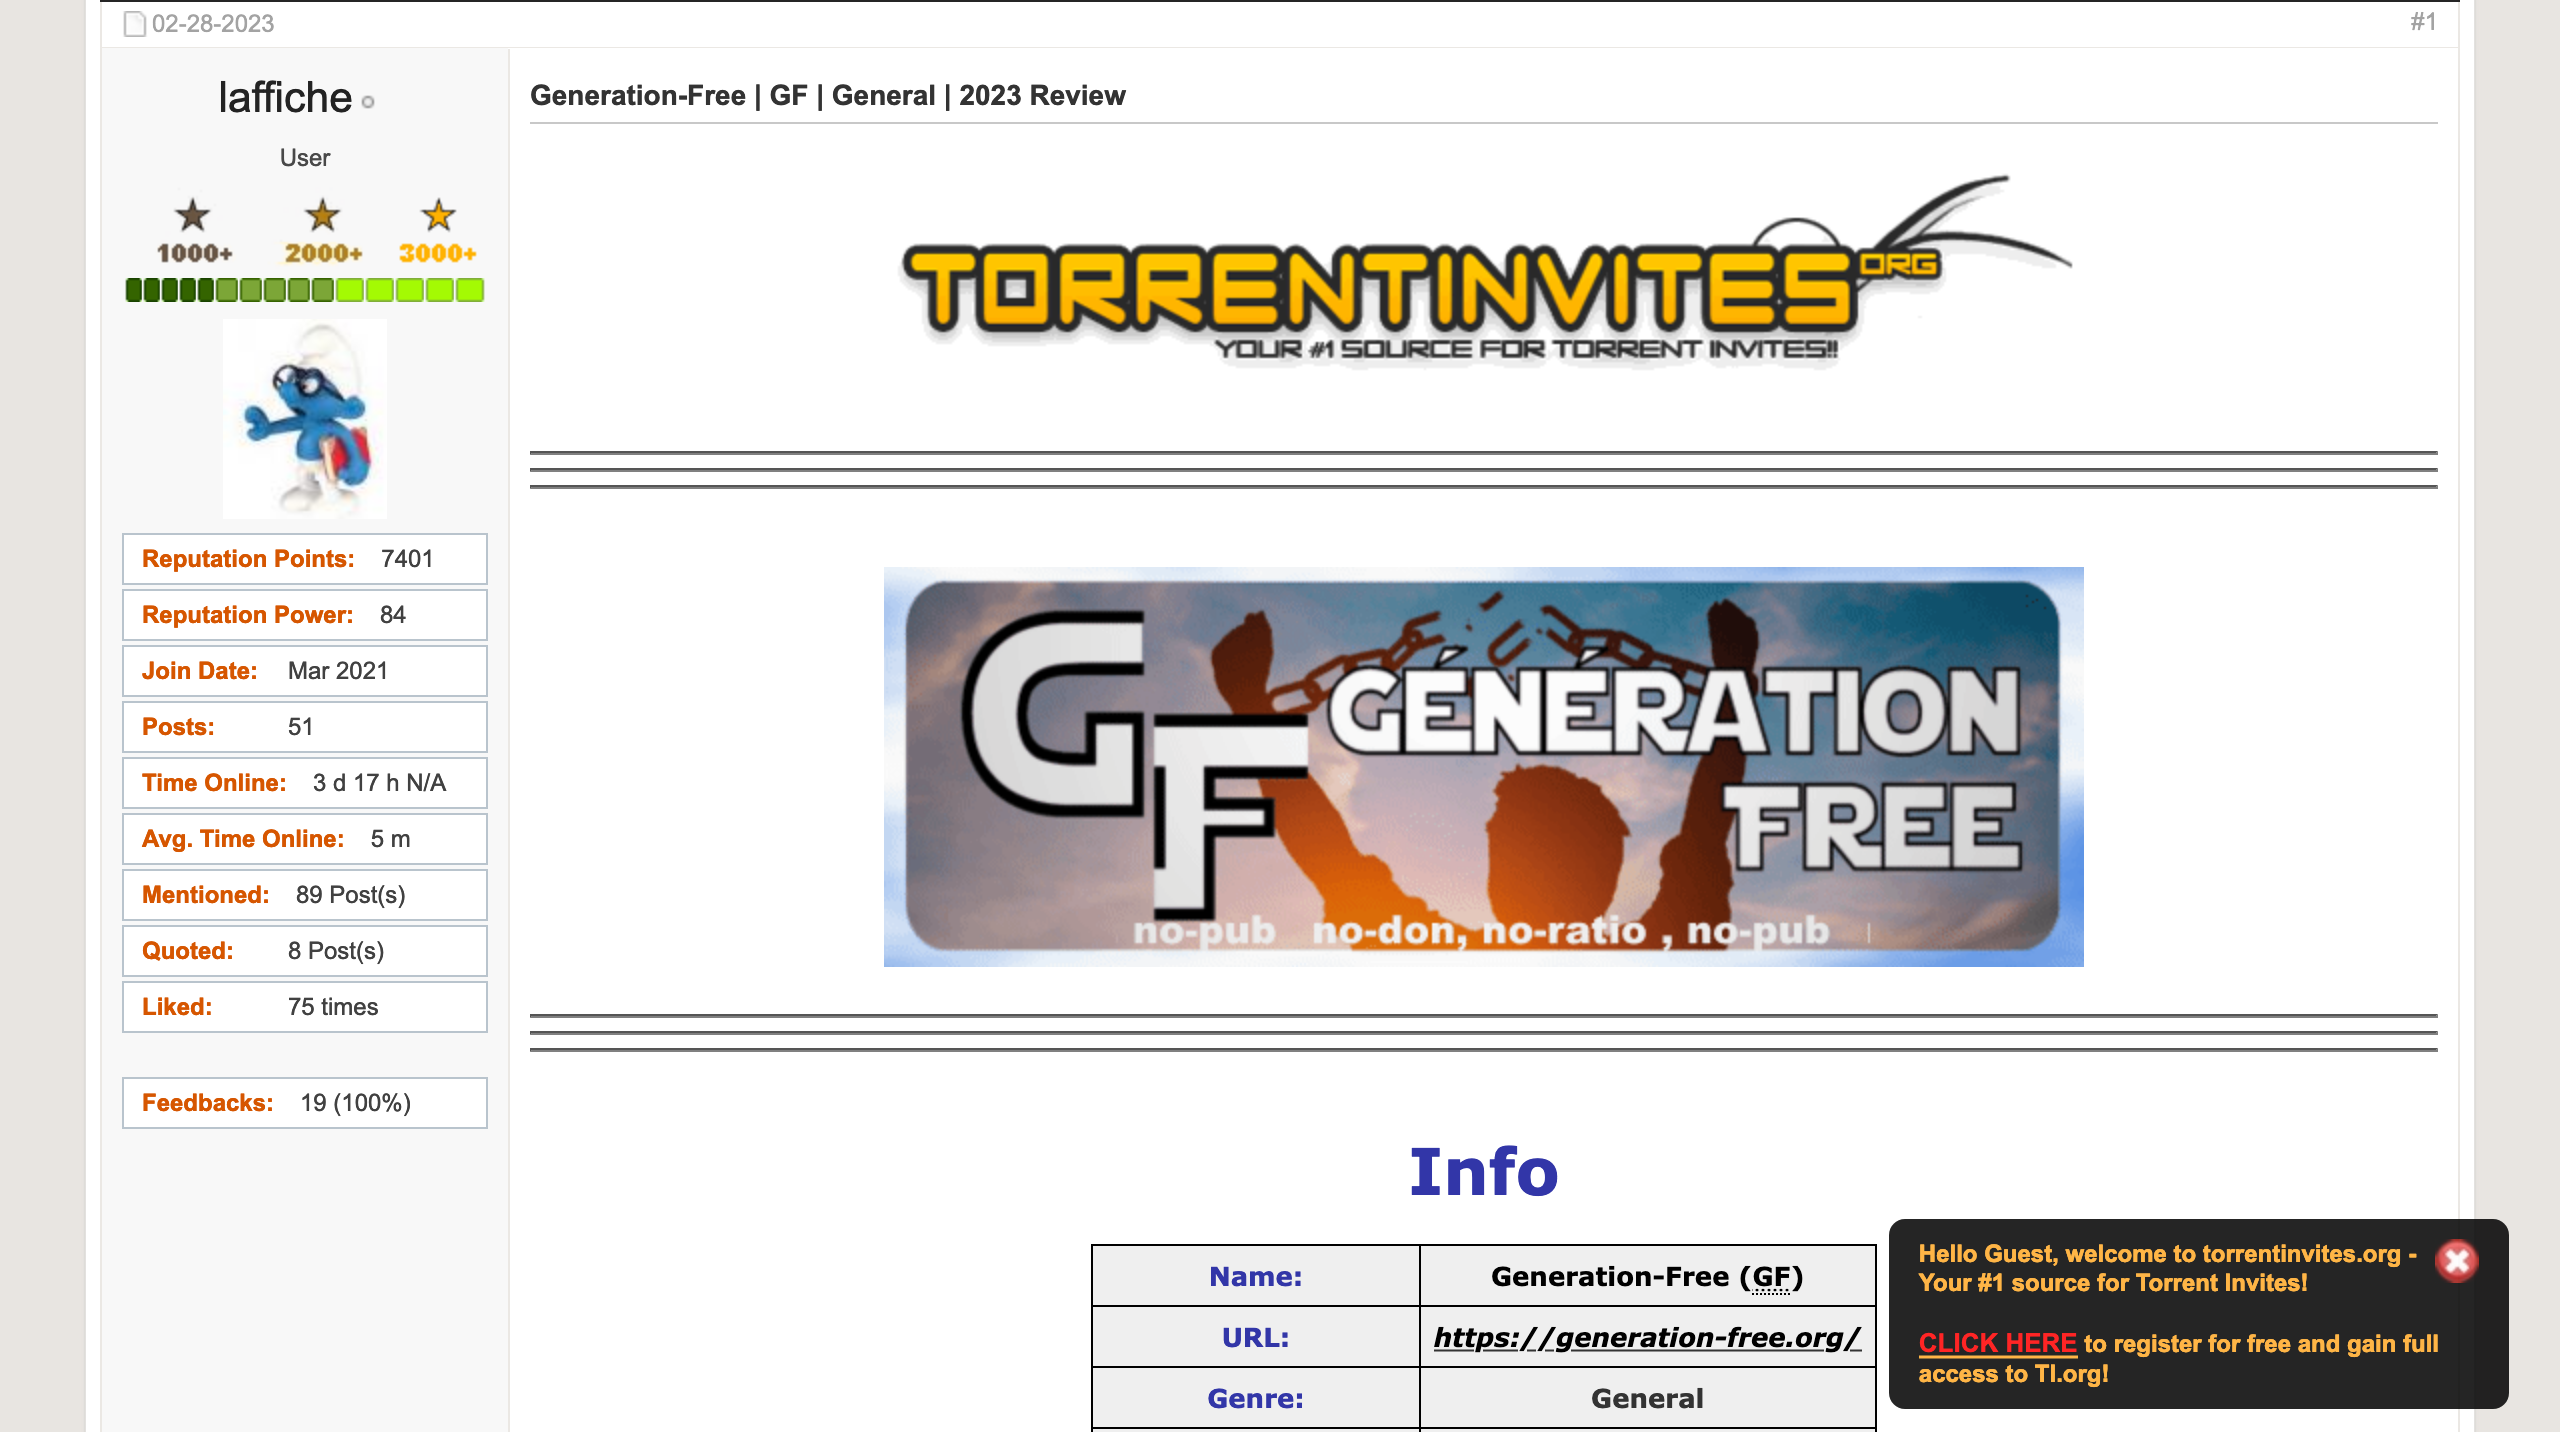 02-28-2023
#1
laffiche
User
1000+ 2000+ 3000+
Reputation Points: 7401
Reputation Power: 84
Join Date: Mar 2021
Posts: 51
Time Online: 3 d 17 h N/A
Avg. Time Online: 5 m
Mentioned: 89 Post(s)
Quoted: 8 Post(s)
Liked: 75 times
Feedbacks: 19 (100%)
Generation-Free | GF | General | 2023 Review
TORRENTINVITES ORG
YOUR #1 SOURCE FOR TORRENT INVITES!!
GF GÉNÉRATION
FREE
no-pub no-don, no-ratio , no-pub
Info
Name: Generation-Free (GF)
URL: https://generation-free.org/
Genre: General
Hello Guest, welcome to torrentinvites.org -
Your #1 source for Torrent Invites!
CLICK HERE to register for free and gain full
access to TI.org!